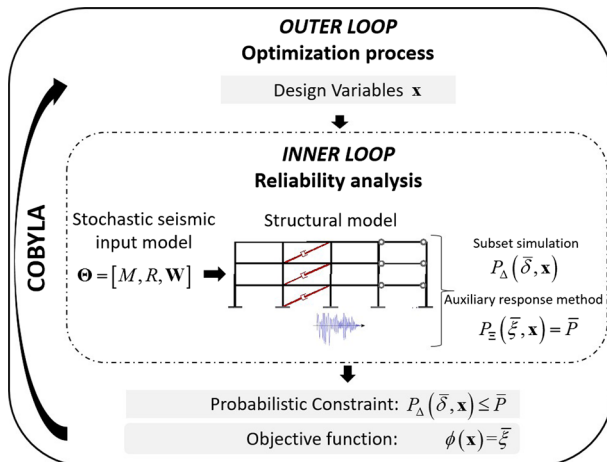 OUTER LOOP
Optimization process
Design Variables x
INNER LOOP
Reliability analysis
Stochastic seismic
input model
Θ = [M, R, W]
Structural model
Subset simulation
P_Δ(δ̅, x)
Auxiliary response method
P_Ξ(ξ̅, x) = P̅
COBYLA
Probabilistic Constraint: P_Δ(δ̅, x) ≤ P̅
Objective function: ϕ(x) = ξ̅